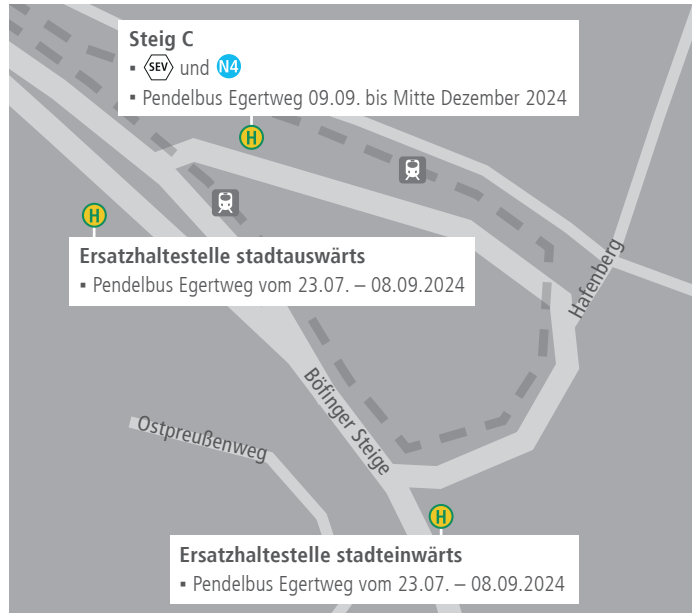 Steig C
▪ SEV und N4
▪ Pendelbus Egertweg 09.09. bis Mitte Dezember 2024
H
H
Ersatzhaltestelle stadtauswärts
▪ Pendelbus Egertweg vom 23.07. – 08.09.2024
Hafenberg
Böfinger Steige
Ostpreußenweg
H
Ersatzhaltestelle stadteinwärts
▪ Pendelbus Egertweg vom 23.07. – 08.09.2024